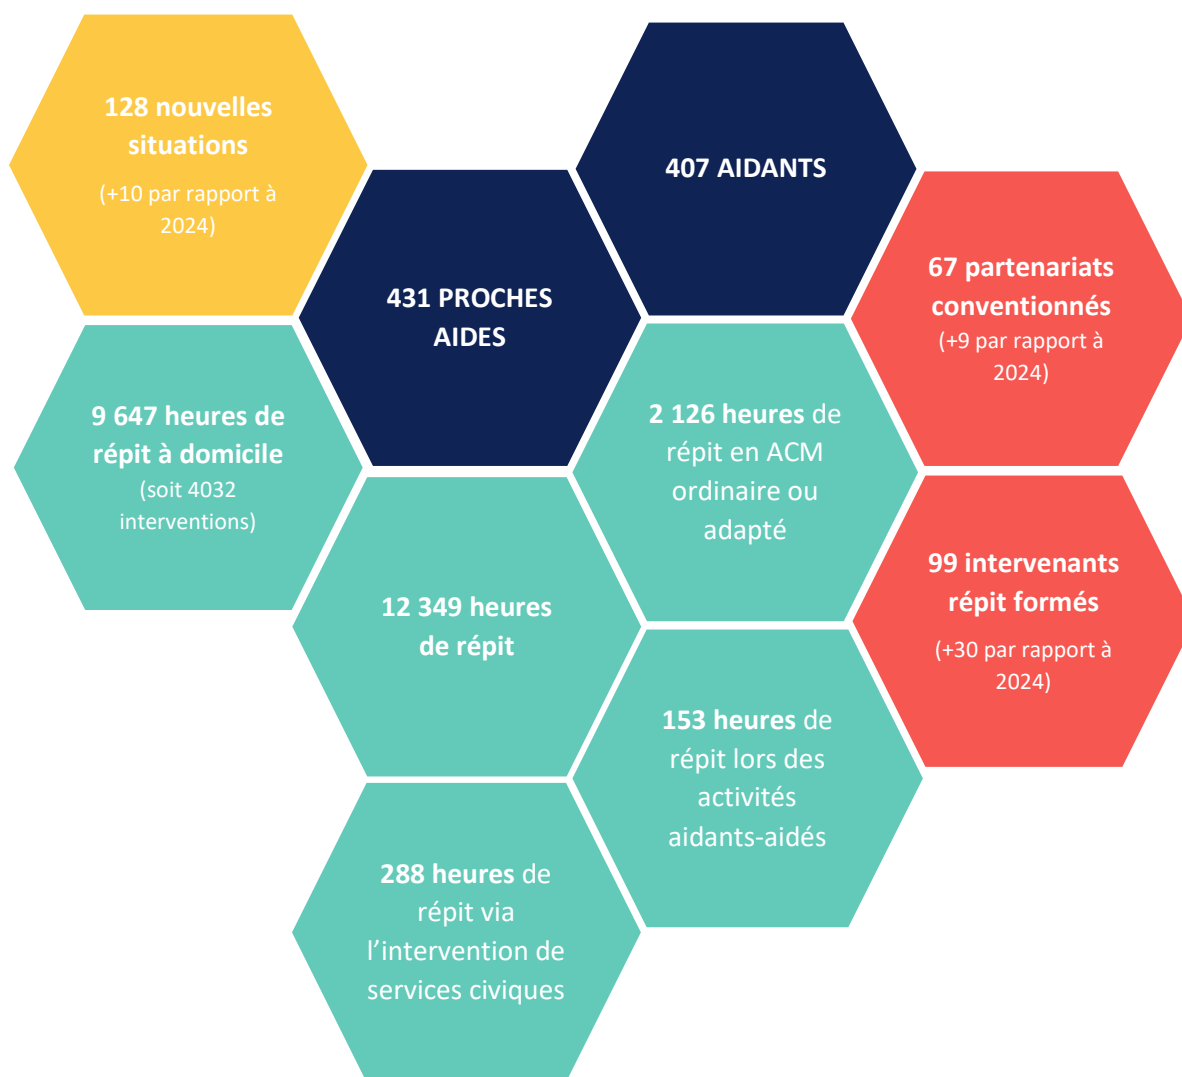 128 nouvelles
situations
(+10 par rapport à
2024)
407 AIDANTS
431 PROCHES
AIDES
67 partenariats
conventionnés
(+9 par rapport à
2024)
9 647 heures de
répit à domicile
(soit 4032
interventions)
2 126 heures de
répit en ACM
ordinaire ou
adapté
12 349 heures
de répit
99 intervenants
répit formés
(+30 par rapport à
2024)
153 heures de
répit lors des
activités
aidants-aidés
288 heures de
répit via
l’intervention de
services civiques